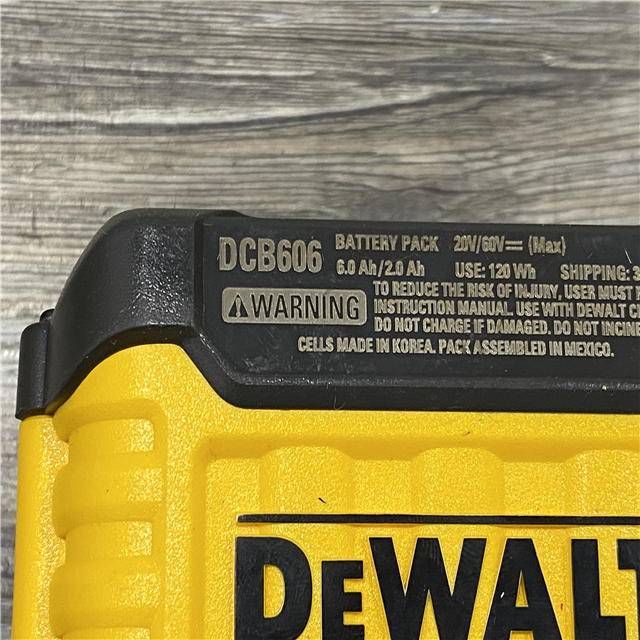 DCB606 BATTERY PACK 20V/60V⎓ (Max)
6.0 Ah/2.0 Ah USE: 120 Wh SHIPPING: 3
⚠WARNING TO REDUCE THE RISK OF INJURY, USER MUST
INSTRUCTION MANUAL. USE WITH DEWALT
DO NOT CHARGE IF DAMAGED. DO NOT
CELLS MADE IN KOREA. PACK ASSEMBLED IN MEXICO.
DEWALT